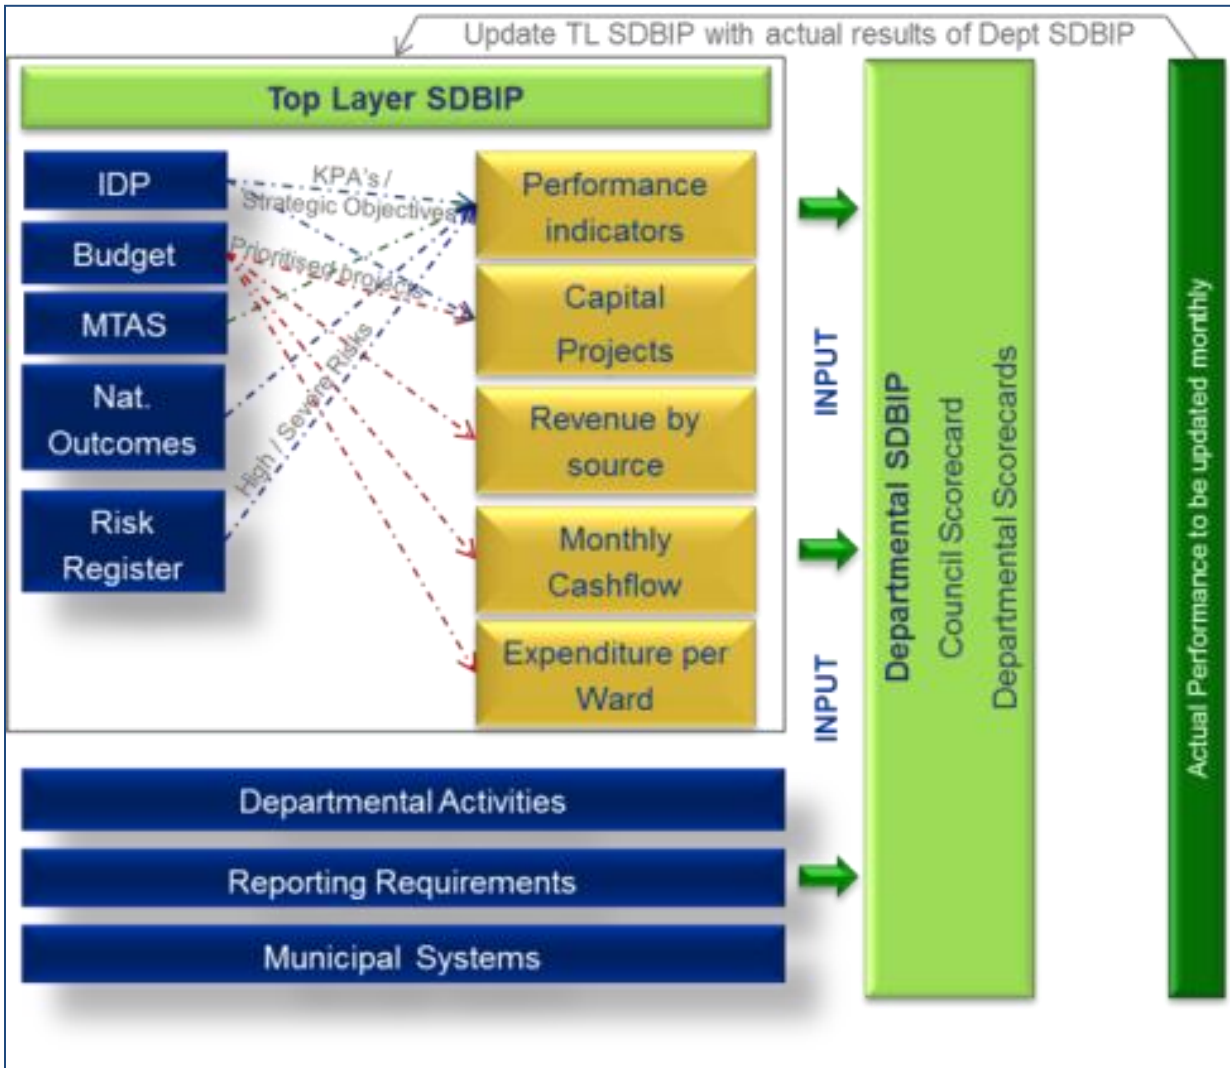 Update TL SDBIP with actual results of Dept SDBIP
Top Layer SDBIP
IDP
Budget
MTAS
Nat.
Outcomes
Risk
Register
KPA's /
Strategic Objectives
Prioritised projects
High / Severe Risks
Performance
indicators
Capital
Projects
Revenue by
source
Monthly
Cashflow
Expenditure per
Ward
INPUT
INPUT
Departmental SDBIP
Council Scorecard
Departmental Scorecards
Actual Performance to be updated monthly
Departmental Activities
Reporting Requirements
Municipal Systems